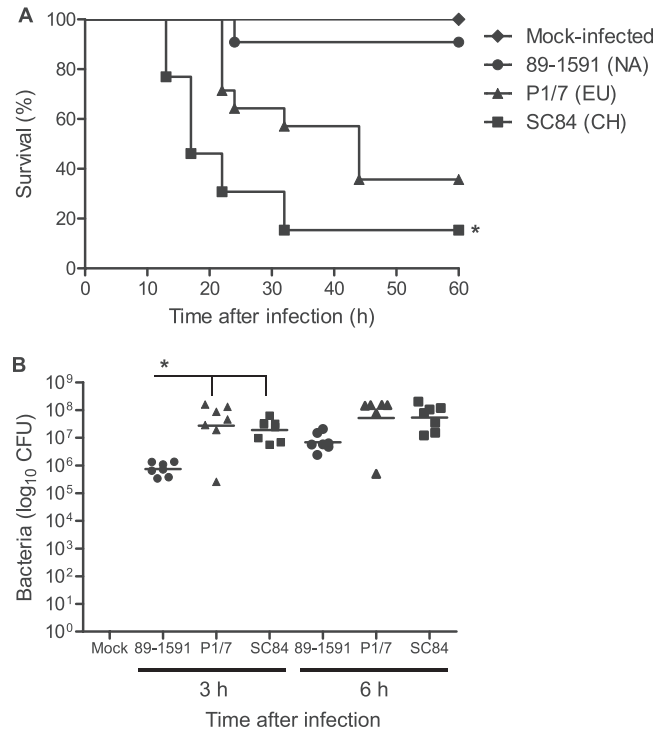 A
100
80
60
40
20
0
Survival (%)
0 10 20 30 40 50 60
Time after infection (h)
*
Mock-infected
89-1591 (NA)
P1/7 (EU)
SC84 (CH)
B
*
10⁹
10⁸
10⁷
10⁶
10⁵
10⁴
10³
10²
10¹
10⁰
Bacteria (log₁₀ CFU)
Mock 89-1591 P1/7 SC84 89-1591 P1/7 SC84
3 h 6 h
Time after infection